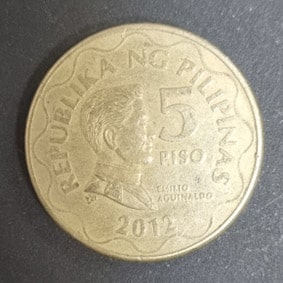 REPUBLIKA NG PILIPINAS
5
PISO
EMILIO
AGUINALDO
2012